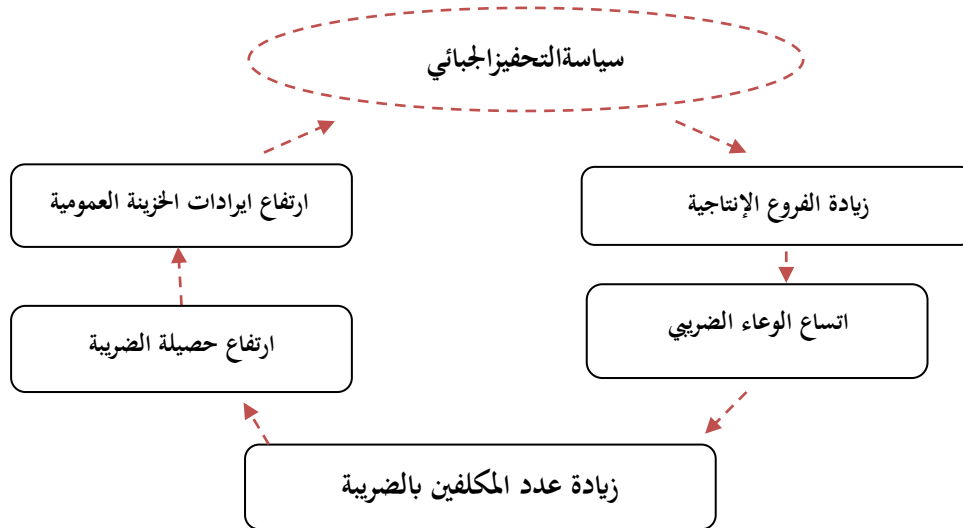 سياسةالتحفيزالجبائي
زيادة الفروع الإنتاجية
ارتفاع ايرادات الخزينة العمومية
اتساع الوعاء الضريبي
ارتفاع حصيلة الضريبة
زيادة عدد المكلفين بالضريبة